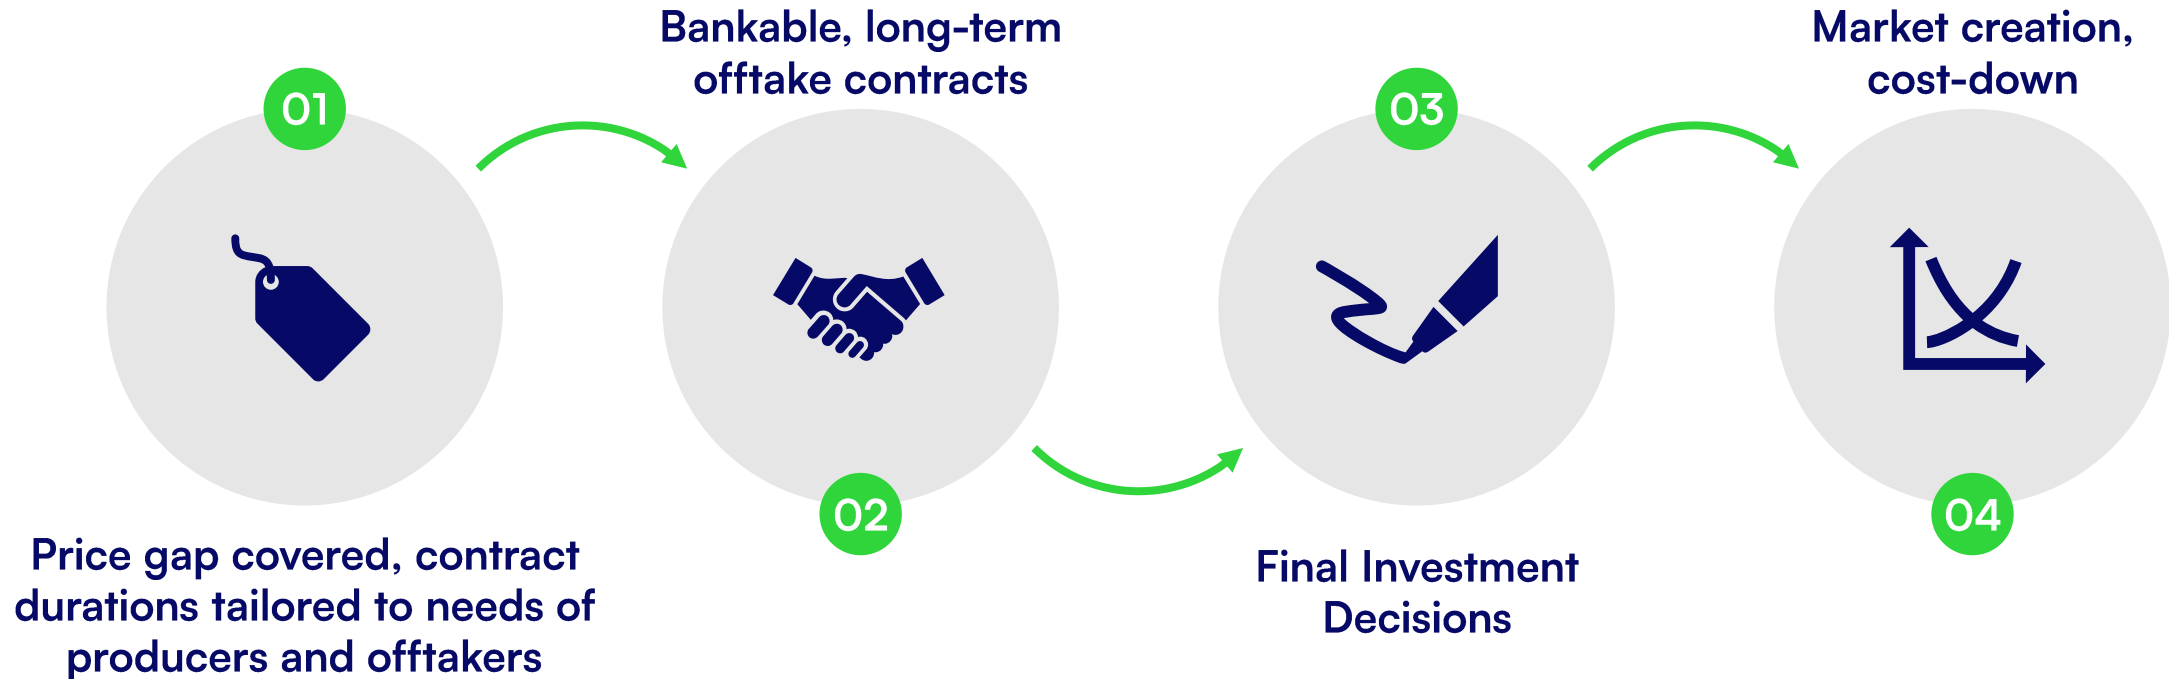 01
Price gap covered, contract
durations tailored to needs of
producers and offtakers
Bankable, long-term
offtake contracts
02
03
Final Investment
Decisions
Market creation,
cost-down
04